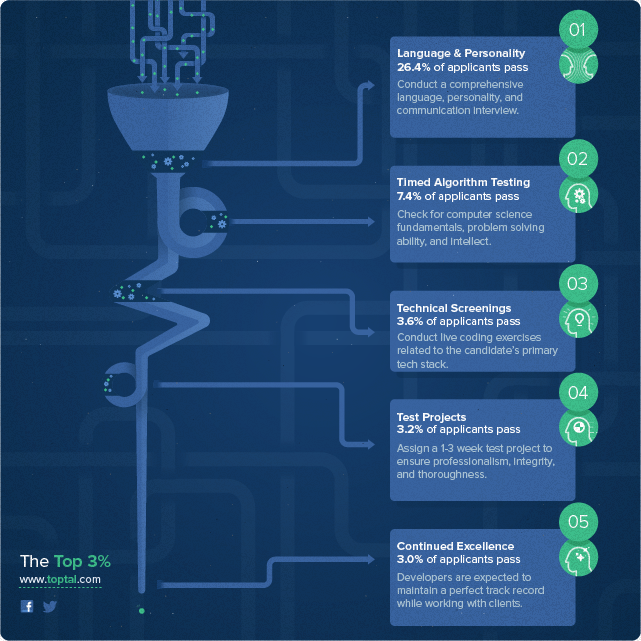 01
Language & Personality
26.4% of applicants pass
Conduct a comprehensive
language, personality, and
communication interview.
02
Timed Algorithm Testing
7.4% of applicants pass
Check for computer science
fundamentals, problem solving
ability, and intellect.
03
Technical Screenings
3.6% of applicants pass
Conduct live coding exercises
related to the candidate's primary
tech stack.
04
Test Projects
3.2% of applicants pass
Assign a 1-3 week test project to
ensure professionalism, integrity,
and thoroughness.
05
Continued Excellence
3.0% of applicants pass
Developers are expected to
maintain a perfect track record
while working with clients.
The Top 3%
www.toptal.com